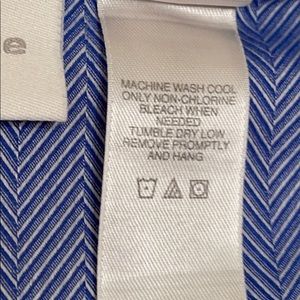 e
MACHINE WASH COOL
ONLY NON-CHLORINE
BLEACH WHEN
NEEDED
TUMBLE DRY LOW
REMOVE PROMPTLY
AND HANG